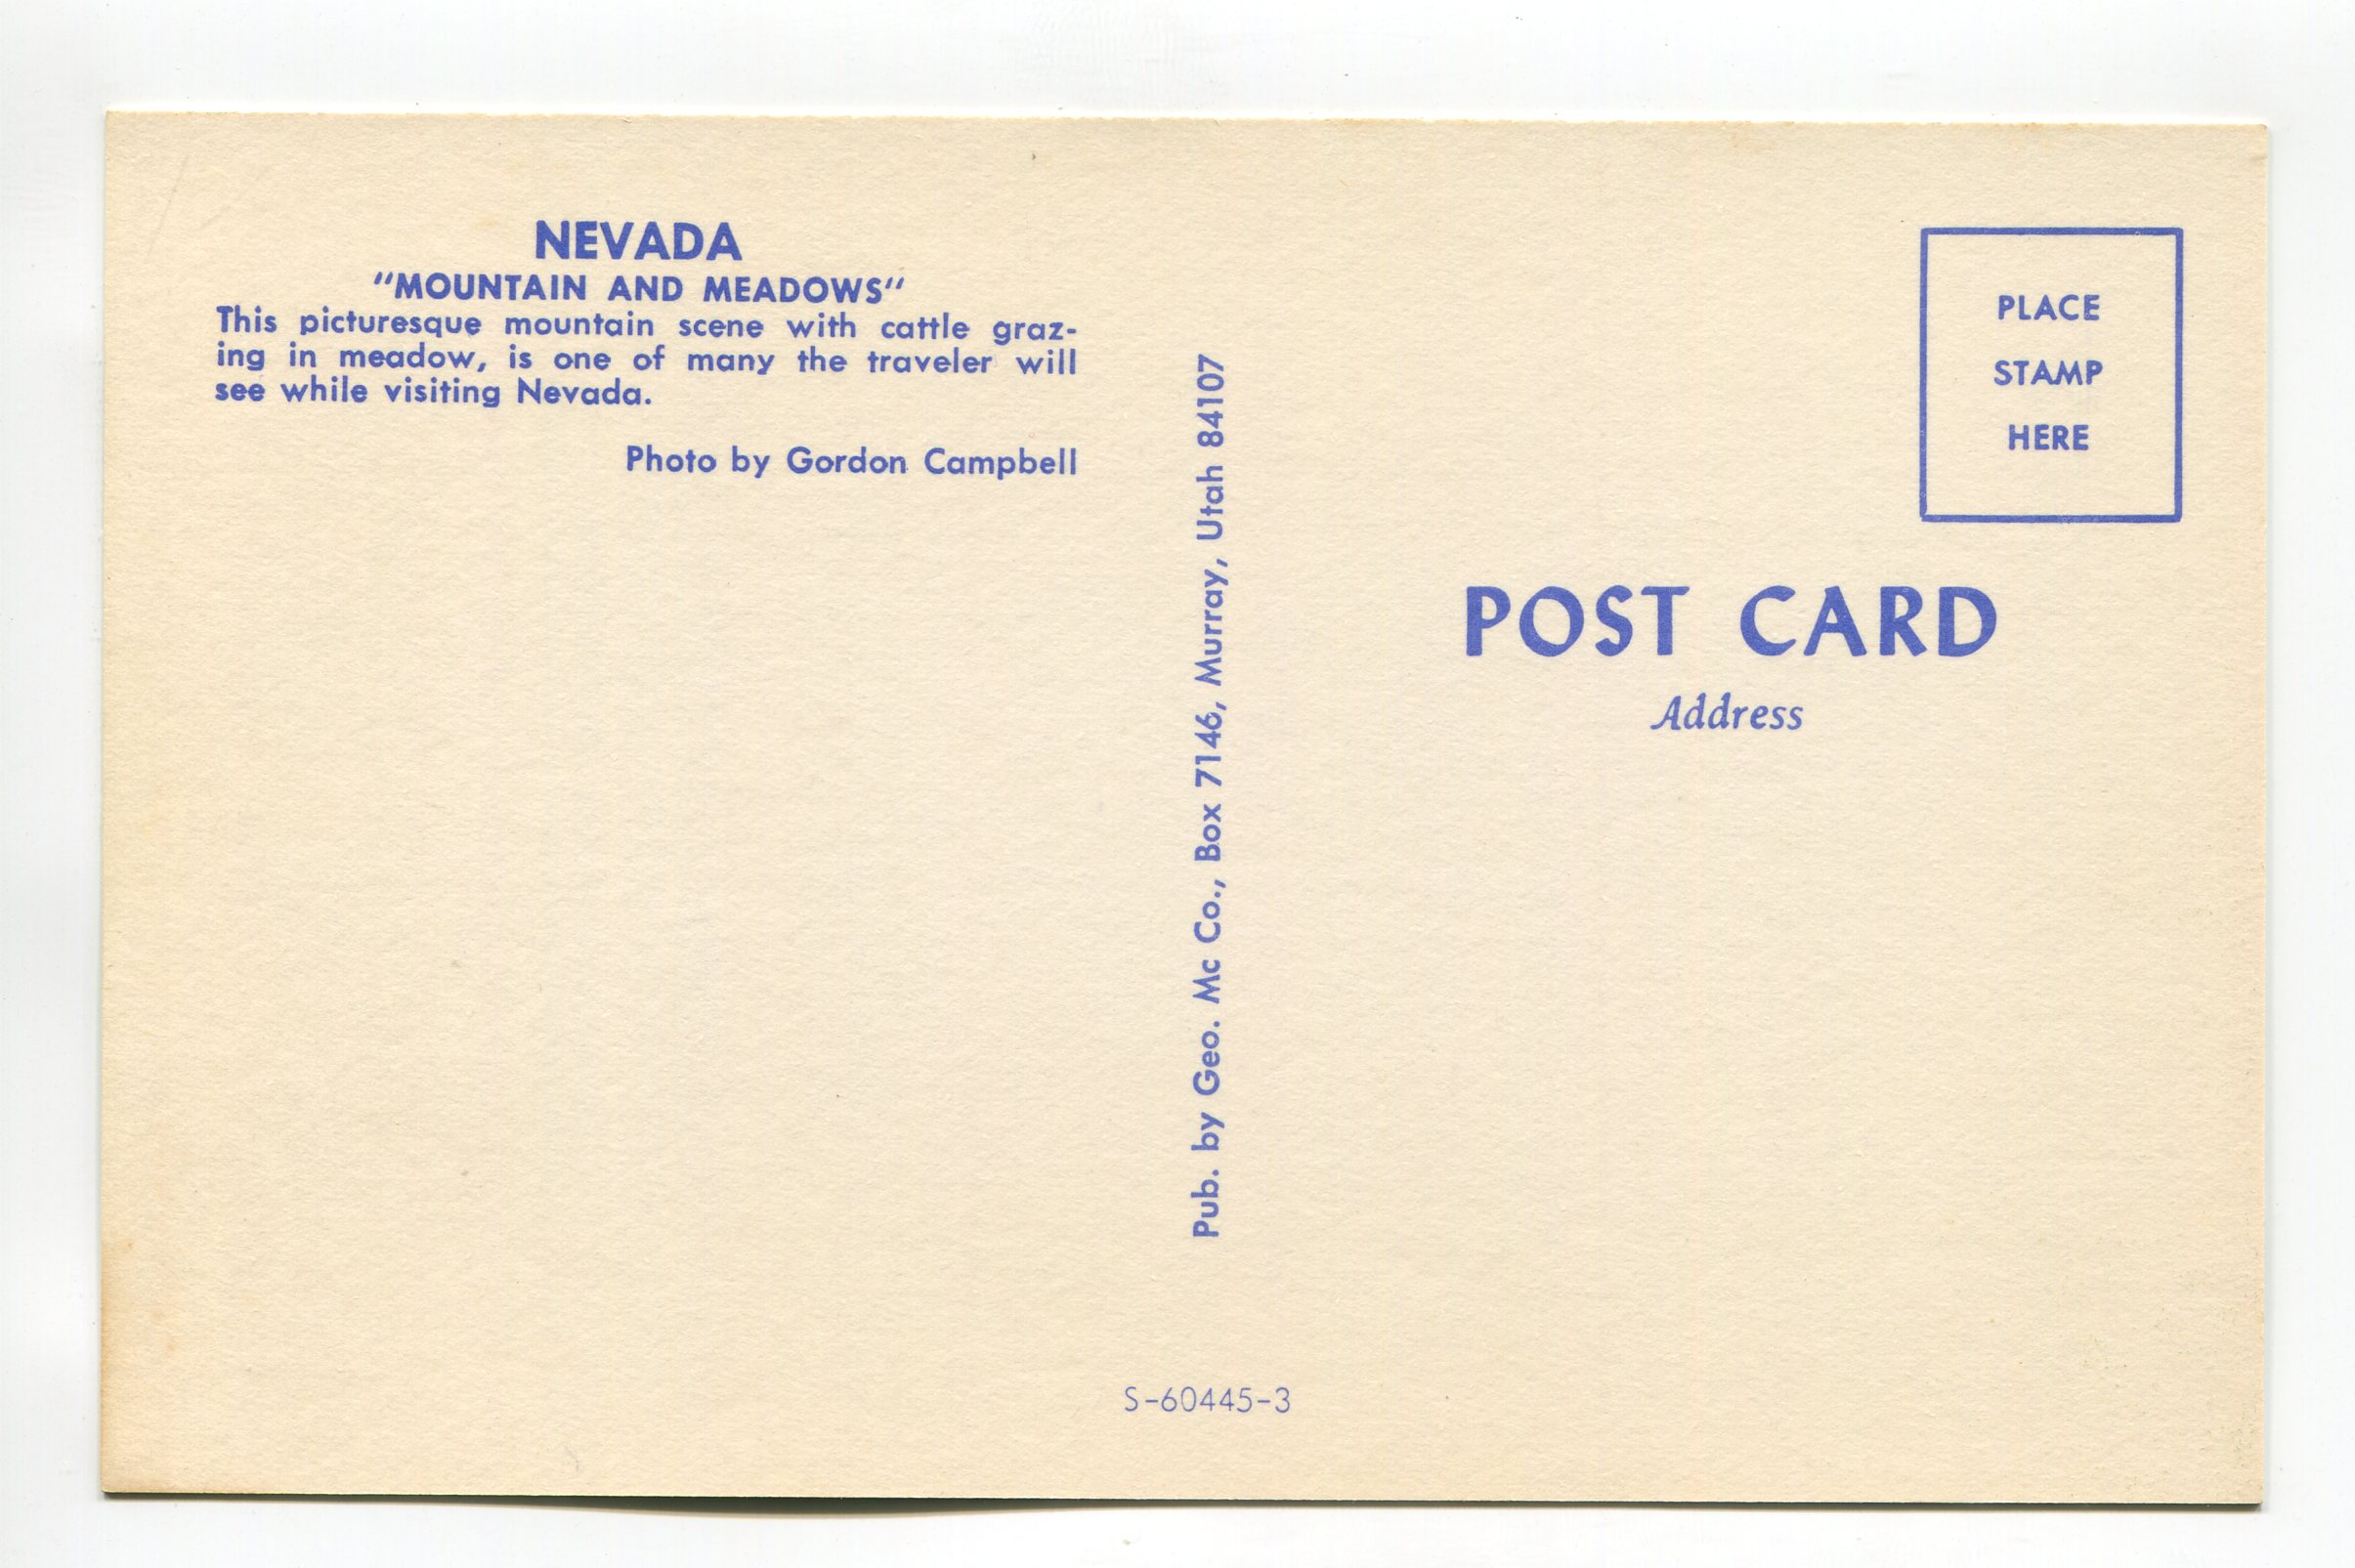 NEVADA
"MOUNTAIN AND MEADOWS"
This picturesque mountain scene with cattle graz-
ing in meadow, is one of many the traveler will
see while visiting Nevada.
Photo by Gordon Campbell
Pub. by Geo. Mc Co., Box 7146, Murray, Utah 84107
PLACE
STAMP
HERE
POST CARD
Address
S-60445-3